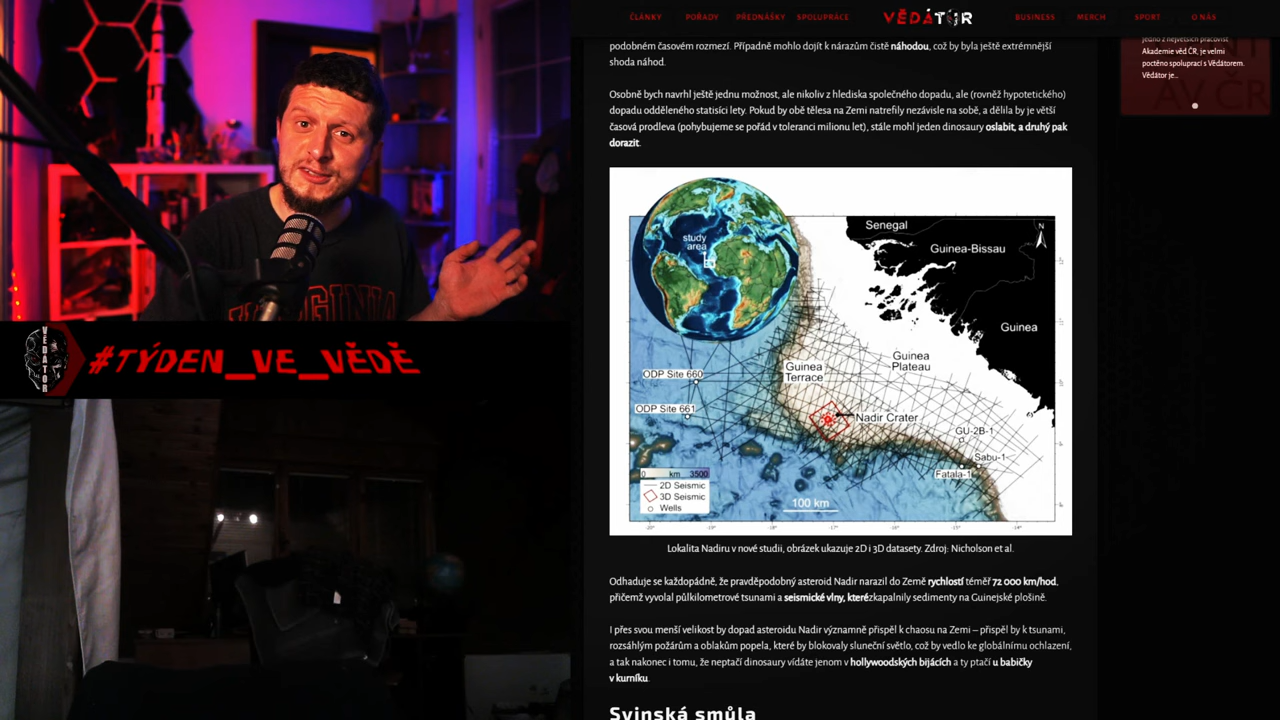 ČLÁNKY
POŘADY
PŘEDNÁŠKY
SPOLUPRÁCE
VĚDÁTOR
BUSINESS
MERCH
SPORT
O NÁS
podobném časovém rozmezí. Případně mohlo dojít k nárazům čistě náhodou, což by byla ještě extrémnější
shoda náhod.
Osobně bych navrhl ještě jednu možnost, ale nikoliv z hlediska společného dopadu, ale (rovněž hypotetického)
dopadu odděleného statisíci lety. Pokud by obě tělesa na Zemi natrefily nezávisle na sobě, a dělila by je větší
časová prodleva (pohybujeme se pořád v toleranci milionu let), stále mohl jeden dinosaury oslabit, a druhý pak
dorazit.
jedno z největších pracovišť
Akademie věd ČR, je velmi
poctěno spoluprací s Vědátorem.
Vědátor je...
AV ČR
VIRGINIA
VĚDÁTOR
#TÝDEN_VE_VĚDĚ
study
area
Senegal
N
Guinea-Bissau
Guinea
Guinea
Plateau
Guinea
Terrace
ODP Site 660
ODP Site 661
Nadir Crater
GU-2B-1
Sabu-1
Fatala-1
0 km 3500
2D Seismic
3D Seismic
Wells
100 km
Lokalita Nadiru v nové studii, obrázek ukazuje 2D i 3D datasety. Zdroj: Nicholson et al.
Odhaduje se každopádně, že pravděpodobný asteroid Nadir narazil do Země rychlostí téměř 72 000 km/hod,
přičemž vyvolal půlkilometrové tsunami a seismické vlny, kterézkapalnily sedimenty na Guinejské plošině.
I přes svou menší velikost by dopad asteroidu Nadir významně přispěl k chaosu na Zemi – přispěl by k tsunami,
rozsáhlým požárům a oblakům popela, které by blokovaly sluneční světlo, což by vedlo ke globálnímu ochlazení,
a tak nakonec i tomu, že neptačí dinosaury vídáte jenom v hollywoodských bijácích a ty ptačí u babičky
v kurníku.
Svinská smůla